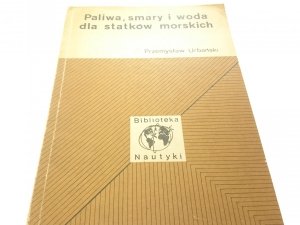 Paliwa, smary i woda
dla statków morskich
Przemysław Urbański
Biblioteka
Nautyki